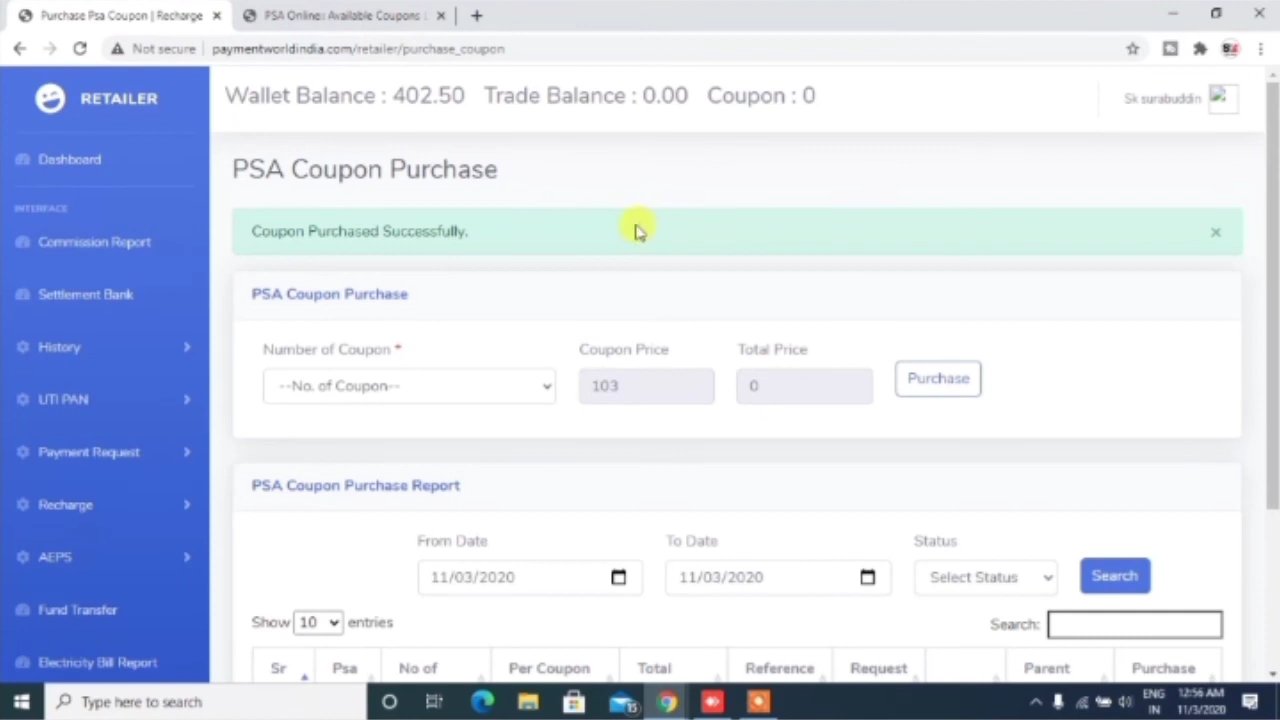 Purchase Psa Coupon | Recharge
PSA Online: Available Coupons
Not secure | paymentworldindia.com/retailer/purchase_coupon
RETAILER
Wallet Balance : 402.50 Trade Balance : 0.00 Coupon : 0
Sk surabuddin
Dashboard
INTERFACE
Commission Report
Settlement Bank
History
UTI PAN
Payment Request
Recharge
AEPS
Fund Transfer
Electricity Bill Report
PSA Coupon Purchase
Coupon Purchased Successfully.
PSA Coupon Purchase
Number of Coupon * Coupon Price Total Price
--No. of Coupon-- 103 0 Purchase
PSA Coupon Purchase Report
From Date To Date Status
11/03/2020 11/03/2020 Select Status Search
Show 10 entries Search:
Sr Psa No of Per Coupon Total Reference Request Parent Purchase
Type here to search
15
ENG 12:56 AM
IN 11/3/2020